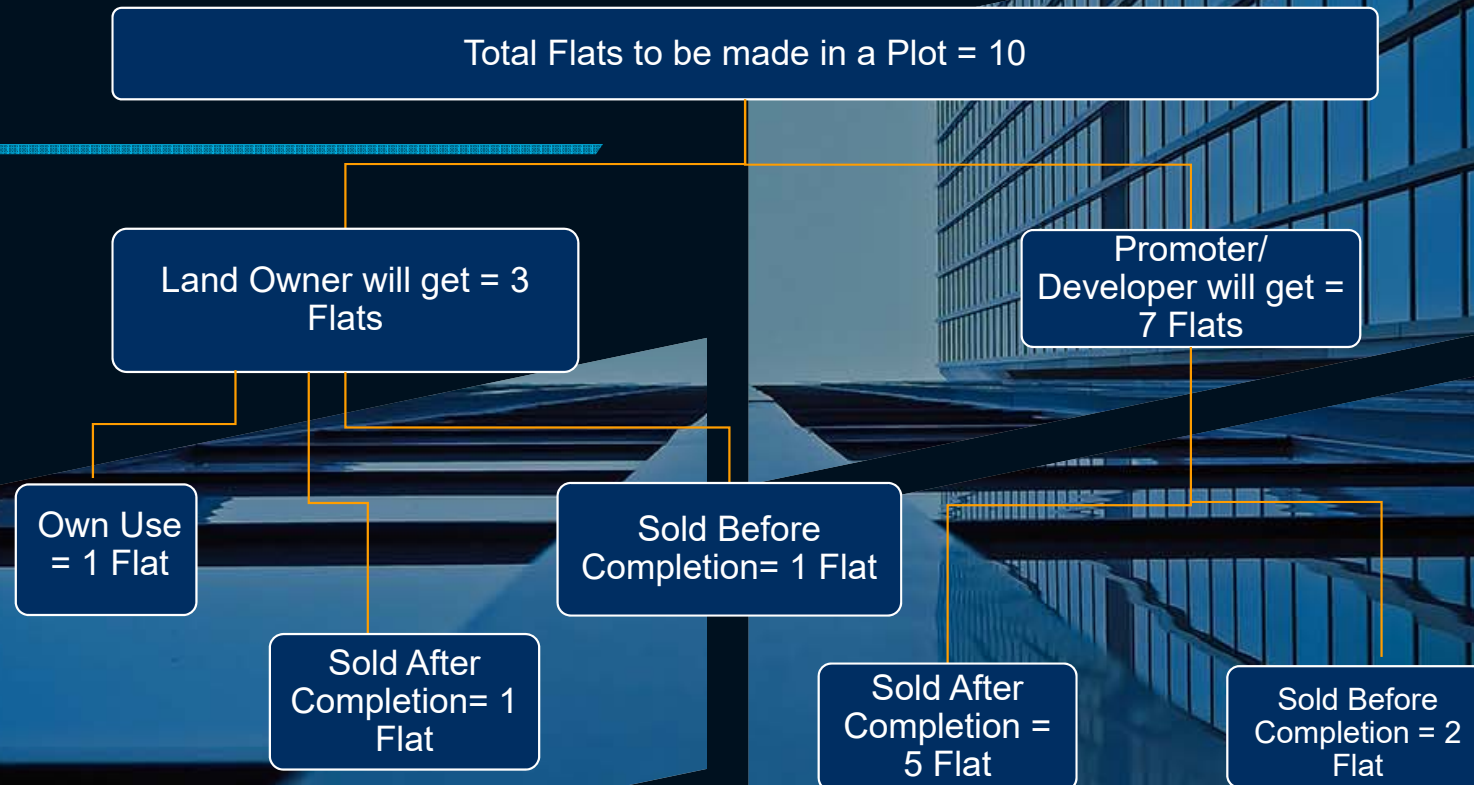 Total Flats to be made in a Plot = 10
Land Owner will get = 3
Flats
Promoter/
Developer will get =
7 Flats
Own Use
= 1 Flat
Sold Before
Completion= 1 Flat
Sold After
Completion= 1
Flat
Sold After
Completion =
5 Flat
Sold Before
Completion = 2
Flat